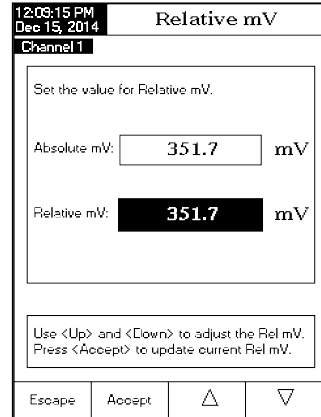 12:09:15 PM
Dec 15, 2014
Relative mV
Channel 1
Set the value for Relative mV.
Absolute mV: 351.7 mV
Relative mV: 351.7 mV
Use <Up> and <Down> to adjust the Rel mV.
Press <Accept> to update current Rel mV.
Escape Accept △ ▽